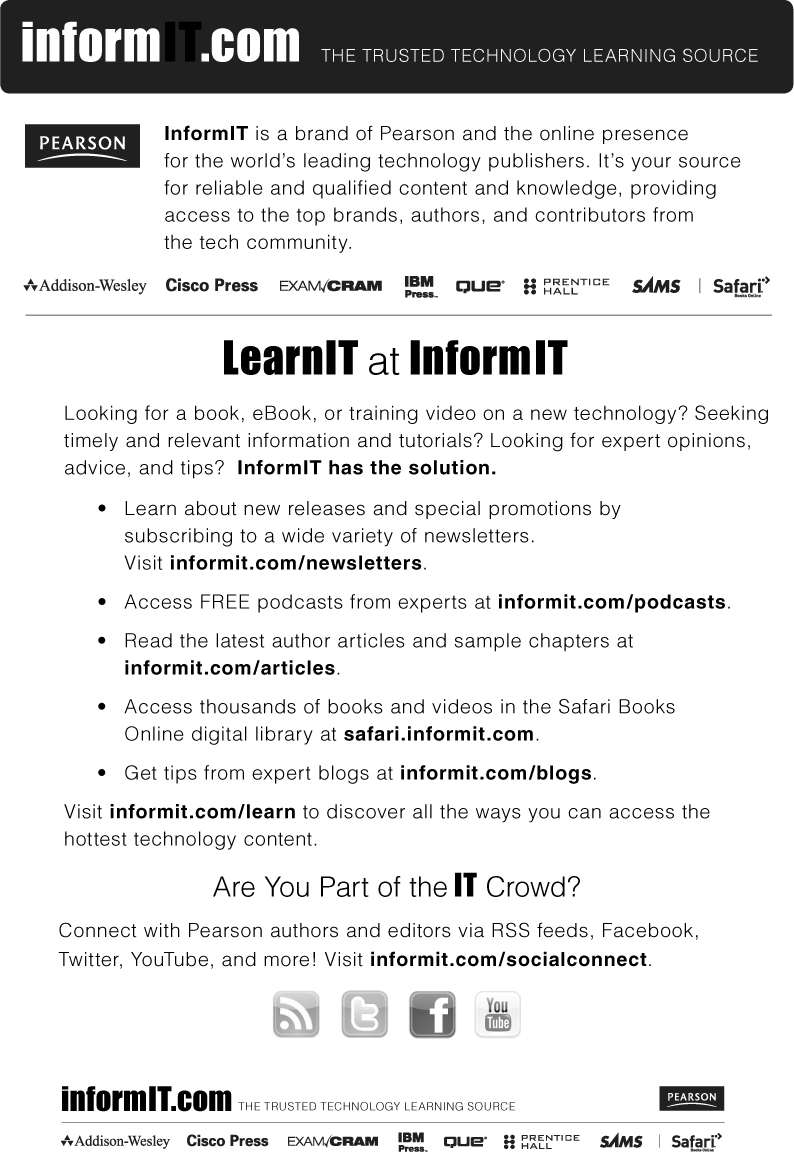 informIT.com THE TRUSTED TECHNOLOGY LEARNING SOURCE
PEARSON
InformIT is a brand of Pearson and the online presence
for the world’s leading technology publishers. It’s your source
for reliable and qualified content and knowledge, providing
access to the top brands, authors, and contributors from
the tech community.
Addison-Wesley Cisco Press EXAM/CRAM IBM Press™ QUE® PRENTICE HALL SAMS | Safari Books Online
LearnIT at InformIT
Looking for a book, eBook, or training video on a new technology? Seeking
timely and relevant information and tutorials? Looking for expert opinions,
advice, and tips? InformIT has the solution.
• Learn about new releases and special promotions by
subscribing to a wide variety of newsletters.
Visit informit.com/newsletters.
• Access FREE podcasts from experts at informit.com/podcasts.
• Read the latest author articles and sample chapters at
informit.com/articles.
• Access thousands of books and videos in the Safari Books
Online digital library at safari.informit.com.
• Get tips from expert blogs at informit.com/blogs.
Visit informit.com/learn to discover all the ways you can access the
hottest technology content.
Are You Part of the IT Crowd?
Connect with Pearson authors and editors via RSS feeds, Facebook,
Twitter, YouTube, and more! Visit informit.com/socialconnect.
t f You Tube
informIT.com THE TRUSTED TECHNOLOGY LEARNING SOURCE PEARSON
Addison-Wesley Cisco Press EXAM/CRAM IBM Press™ QUE® PRENTICE HALL SAMS | Safari Books Online